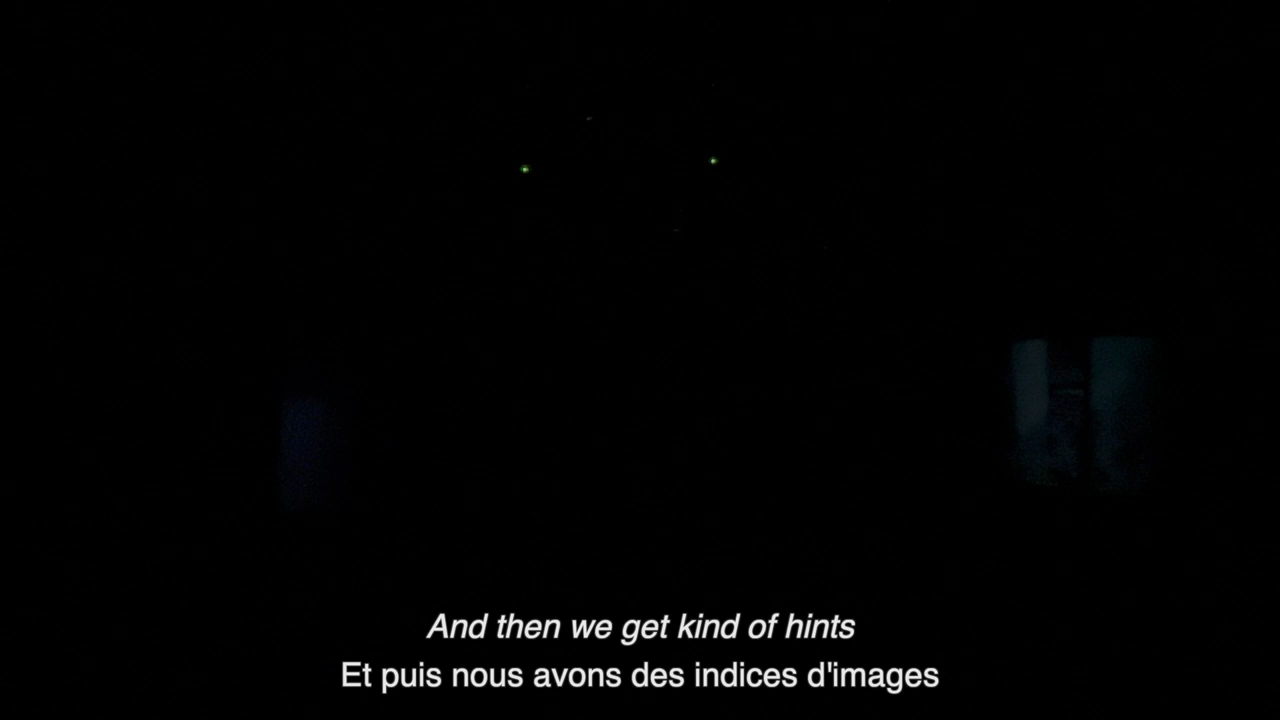 And then we get kind of hints
Et puis nous avons des indices d'images